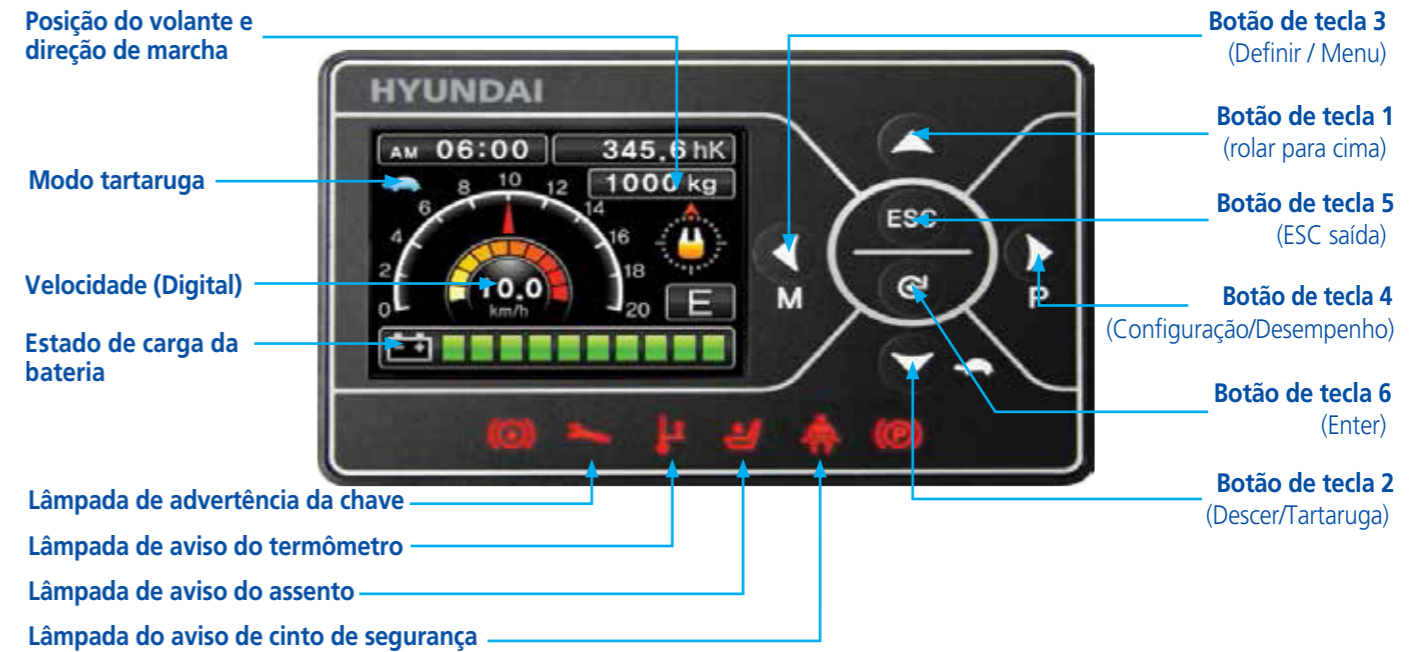 Posição do volante e
direção de marcha
Modo tartaruga
Velocidade (Digital)
Estado de carga da
bateria
HYUNDAI
AM 06:00
345.6 hK
1000 kg
0
2
4
6
8
10
12
14
16
18
20
10.0
km/h
E
M
ESC
P
(P)
Botão de tecla 3
(Definir / Menu)
Botão de tecla 1
(rolar para cima)
Botão de tecla 5
(ESC saída)
Botão de tecla 4
(Configuração/Desempenho)
Botão de tecla 6
(Enter)
Botão de tecla 2
(Descer/Tartaruga)
Lâmpada de advertência da chave
Lâmpada de aviso do termômetro
Lâmpada de aviso do assento
Lâmpada do aviso de cinto de segurança